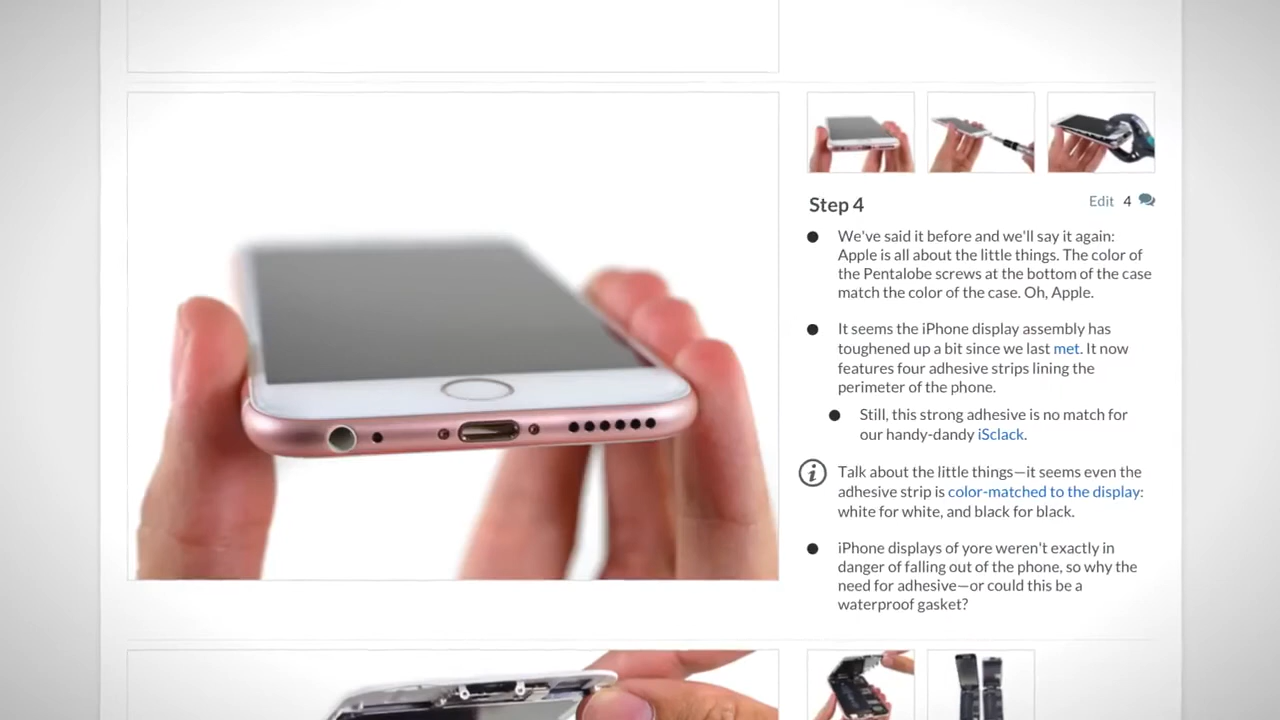 Step 4
Edit 4
We've said it before and we'll say it again:
Apple is all about the little things. The color of
the Pentalobe screws at the bottom of the case
match the color of the case. Oh, Apple.
It seems the iPhone display assembly has
toughened up a bit since we last met. It now
features four adhesive strips lining the
perimeter of the phone.
Still, this strong adhesive is no match for
our handy-dandy iSclack.
i Talk about the little things—it seems even the
adhesive strip is color-matched to the display:
white for white, and black for black.
iPhone displays of yore weren't exactly in
danger of falling out of the phone, so why the
need for adhesive—or could this be a
waterproof gasket?